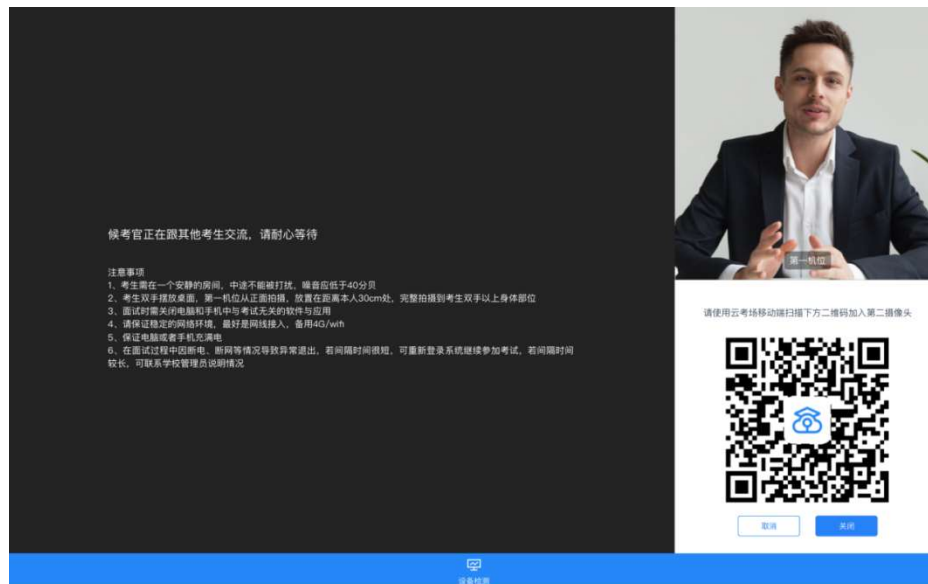 候考官正在跟其他考生交流，请耐心等待
注意事项
1、考生需在一个安静的房间，中途不能被打扰，噪音应低于40分贝
2、考生双手摆放桌面，第一机位从正面拍摄，放置在距离本人30cm处，完整拍摄到考生双手以上身体部位
3、面试时需关闭电脑和手机中与考试无关的软件与应用
4、请保证稳定的网络环境，最好是网线接入，备用4G/wifi
5、保证电脑或者手机充满电
6、在面试过程中因断电、断网等情况导致异常退出，若间隔时间很短，可重新登录系统继续参加考试，若间隔时间
较长，可联系学校管理员说明情况
第一机位
请使用云考场移动端扫描下方二维码加入第二摄像头
取消
关闭
设备检测